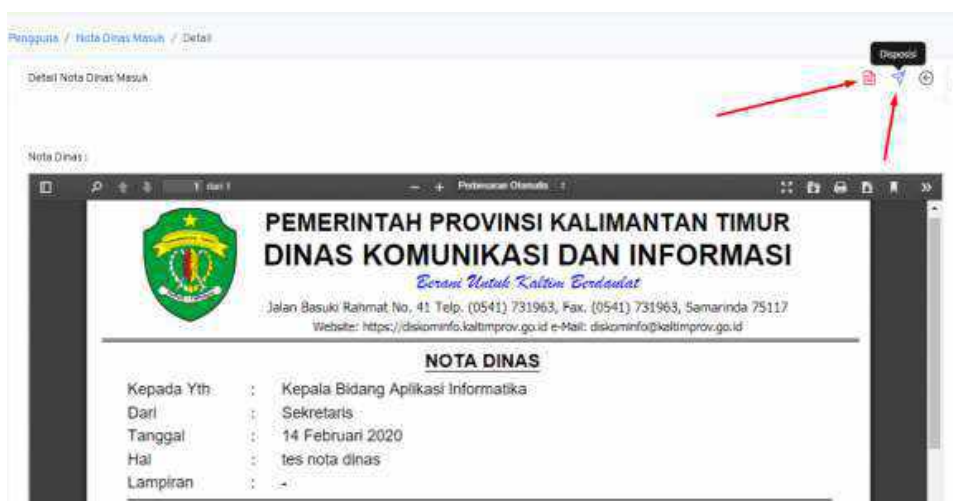 Pengguna / Nota Dinas Masuk / Detail
Disposisi
Detail Nota Dinas Masuk
Nota Dinas :
1 dari 1
Perbesaran Otomatis
PEMERINTAH PROVINSI KALIMANTAN TIMUR
DINAS KOMUNIKASI DAN INFORMASI
Berani Untuk Kaltim Berdaulat
Jalan Basuki Rahmat No. 41 Telp. (0541) 731963, Fax. (0541) 731963, Samarinda 75117
Website: https://diskominfo.kaltimprov.go.id e-Mail: diskominfo@kaltimprov.go.id
NOTA DINAS
Kepada Yth : Kepala Bidang Aplikasi Informatika
Dari : Sekretaris
Tanggal : 14 Februari 2020
Hal : tes nota dinas
Lampiran : -